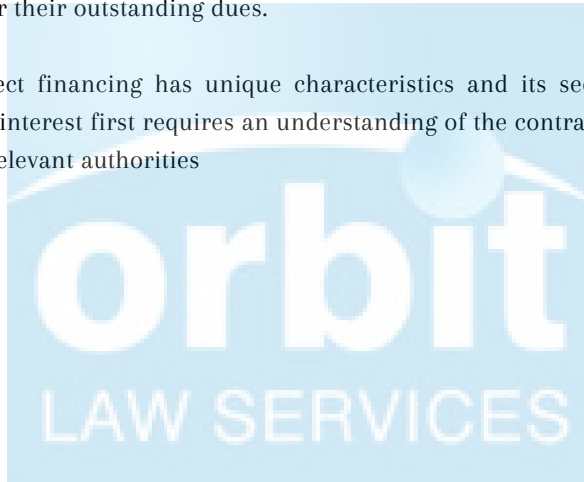 r their outstanding dues.
ect financing has unique characteristics and its se
interest first requires an understanding of the contra
elevant authorities
orbit
LAW SERVICES